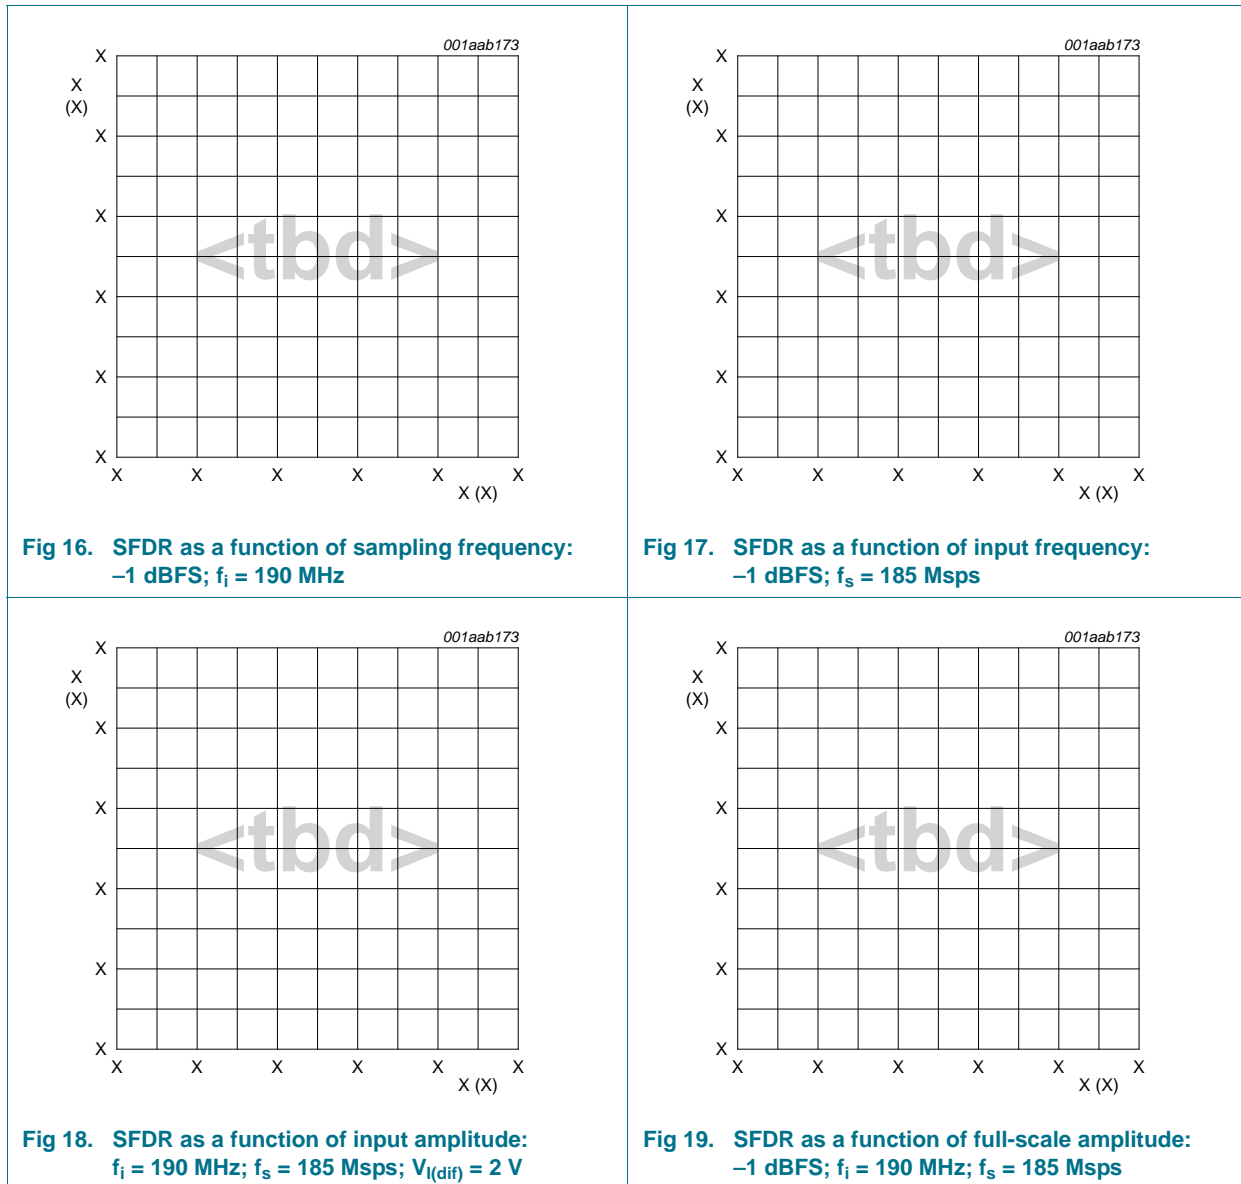 001aab173
X
X
(X)
X
X
<tbd>
X
X
X
X X X X X X
X (X)
Fig 16. SFDR as a function of sampling frequency:
–1 dBFS; fi = 190 MHz
001aab173
X
X
(X)
X
X
<tbd>
X
X
X
X X X X X X
X (X)
Fig 17. SFDR as a function of input frequency:
–1 dBFS; fs = 185 Msps
001aab173
X
X
(X)
X
X
<tbd>
X
X
X
X X X X X X
X (X)
Fig 18. SFDR as a function of input amplitude:
fi = 190 MHz; fs = 185 Msps; VI(dif) = 2 V
001aab173
X
X
(X)
X
X
<tbd>
X
X
X
X X X X X X
X (X)
Fig 19. SFDR as a function of full-scale amplitude:
–1 dBFS; fi = 190 MHz; fs = 185 Msps